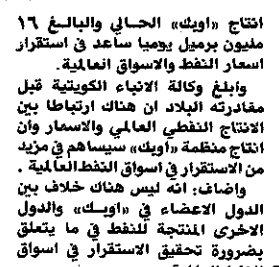 انتاج «اوبك» الحالي والبالغ ١٦
مليون برميل يوميا ساعد في استقرار
اسعار النفط والاسواق العالمية.
وابلغ وكالة الانباء الكويتية قبل
مغادرته البلاد ان هناك ارتباطا بين
الانتاج النفطي العالمي والاسعار وان
انتاج منظمة «اوبك» سيساهم في مزيد
من الاستقرار في اسواق النفط العالمية .
واضاف: انه ليس هناك خلاف بين
الدول الاعضاء في «اوبك» والدول
الاخرى المنتجة للنفط في ما يتعلق
بضرورة تحقيق الاستقرار في اسواق